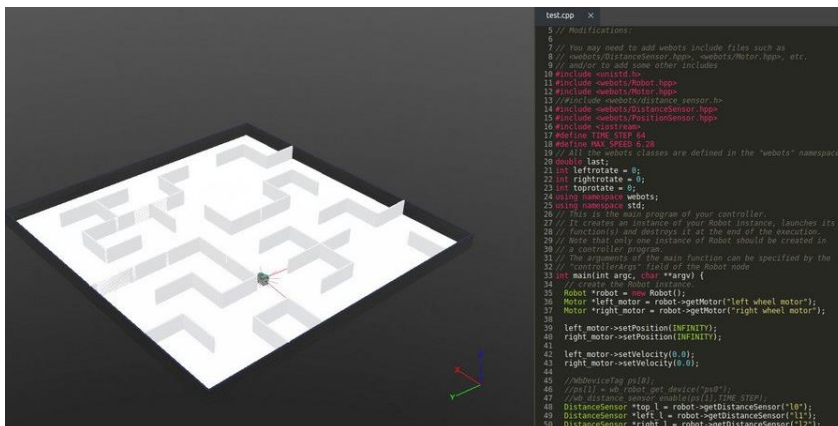 test.cpp ×
5 // Modifications:
6
7 // You may need to add webots include files such as
8 // <webots/DistanceSensor.hpp>, <webots/Motor.hpp>, etc.
9 // and/or to add some other includes
10 #include <unistd.h>
11 #include <webots/Robot.hpp>
12 #include <webots/Motor.hpp>
13 //#include <webots/distance_sensor.h>
14 #include <webots/DistanceSensor.hpp>
15 #include <webots/PositionSensor.hpp>
16 #include <iostream>
17 #define TIME_STEP 64
18 #define MAX_SPEED 6.28
19 // All the webots classes are defined in the "webots" namespace
20 double last;
21 int leftrotate = 0;
22 int rightrotate = 0;
23 int toprotate = 0;
24 using namespace webots;
25 using namespace std;
26 // This is the main program of your controller.
27 // It creates an instance of your Robot instance, launches its
28 // function(s) and destroys it at the end of the execution.
29 // Note that only one instance of Robot should be created in
30 // a controller program.
31 // The arguments of the main function can be specified by the
32 // "controllerArgs" field of the Robot node
33 int main(int argc, char **argv) {
34 // create the Robot instance.
35 Robot *robot = new Robot();
36 Motor *left_motor = robot->getMotor("left wheel motor");
37 Motor *right_motor = robot->getMotor("right wheel motor");
38
39 left_motor->setPosition(INFINITY);
40 right_motor->setPosition(INFINITY);
41
42 left_motor->setVelocity(0.0);
43 right_motor->setVelocity(0.0);
44
45 //WbDeviceTag ps[8];
46 //ps[1] = wb_robot_get_device("ps0");
47 //wb_distance_sensor_enable(ps[1],TIME_STEP);
48 DistanceSensor *top_l = robot->getDistanceSensor("l0");
49 DistanceSensor *left_l = robot->getDistanceSensor("l1");
50 DistanceSensor *right_l = robot->getDistanceSensor("l2");
X
Y